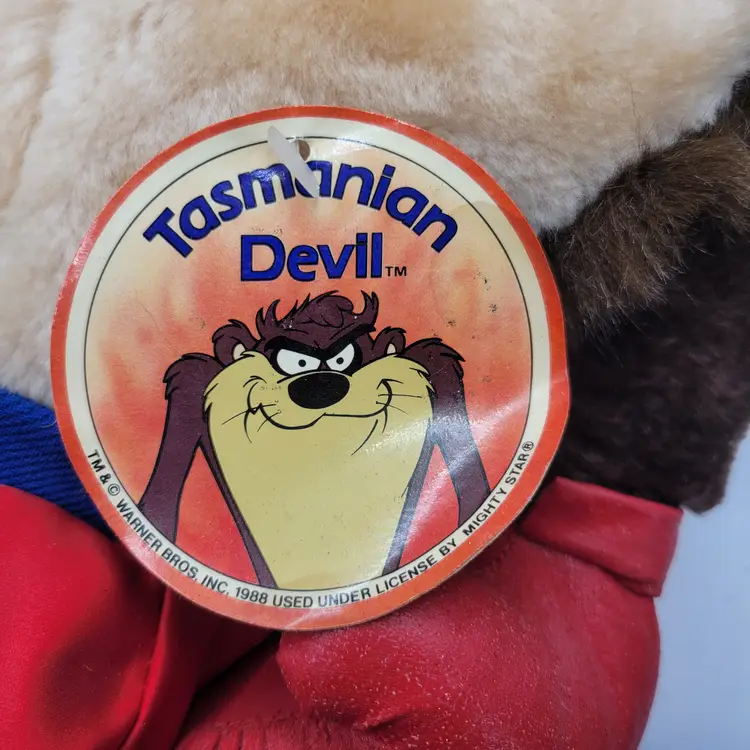 Tasmanian
Devil™
TM & © WARNER BROS, INC, 1988 USED UNDER LICENSE BY MIGHTY STAR®